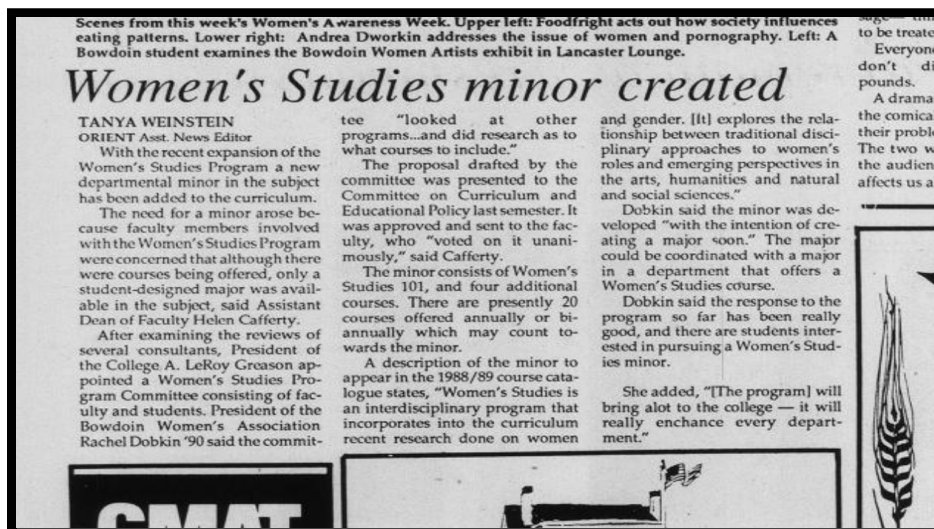 Scenes from this week's Women's Awareness Week. Upper left: Foodfright acts out how society influences
eating patterns. Lower right: Andrea Dworkin addresses the issue of women and pornography. Left: A
Bowdoin student examines the Bowdoin Women Artists exhibit in Lancaster Lounge.
Women's Studies minor created
TANYA WEINSTEIN
ORIENT Asst. News Editor
With the recent expansion of the
Women's Studies Program a new
departmental minor in the subject
has been added to the curriculum.
The need for a minor arose be-
cause faculty members involved
with the Women's Studies Program
were concerned that although there
were courses being offered, only a
student-designed major was avail-
able in the subject, said Assistant
Dean of Faculty Helen Cafferty.
After examining the reviews of
several consultants, President of
the College A. LeRoy Greason ap-
pointed a Women's Studies Pro-
gram Committee consisting of fac-
ulty and students. President of the
Bowdoin Women's Association
Rachel Dobkin '90 said the commit-
tee "looked at other
programs...and did research as to
what courses to include."
The proposal drafted by the
committee was presented to the
Committee on Curriculum and
Educational Policy last semester. It
was approved and sent to the fac-
ulty, who "voted on it unani-
mously," said Cafferty.
The minor consists of Women's
Studies 101, and four additional
courses. There are presently 20
courses offered annually or bi-
annually which may count to-
wards the minor.
A description of the minor to
appear in the 1988/89 course cata-
logue states, "Women's Studies is
an interdisciplinary program that
incorporates into the curriculum
recent research done on women
and gender. [It] explores the rela-
tionship between traditional disci-
plinary approaches to women's
roles and emerging perspectives in
the arts, humanities and natural
and social sciences."
Dobkin said the minor was de-
veloped "with the intention of cre-
ating a major soon." The major
could be coordinated with a major
in a department that offers a
Women's Studies course.
Dobkin said the response to the
program so far has been really
good, and there are students inter-
ested in pursuing a Women's Stud-
ies minor.
She added, "[The program] will
bring alot to the college — it will
really enchance every depart-
ment."
to be treate
Everyone
don't di
pounds.
A drama
the comica
their proble
The two w
the audien
affects us a
GMAT